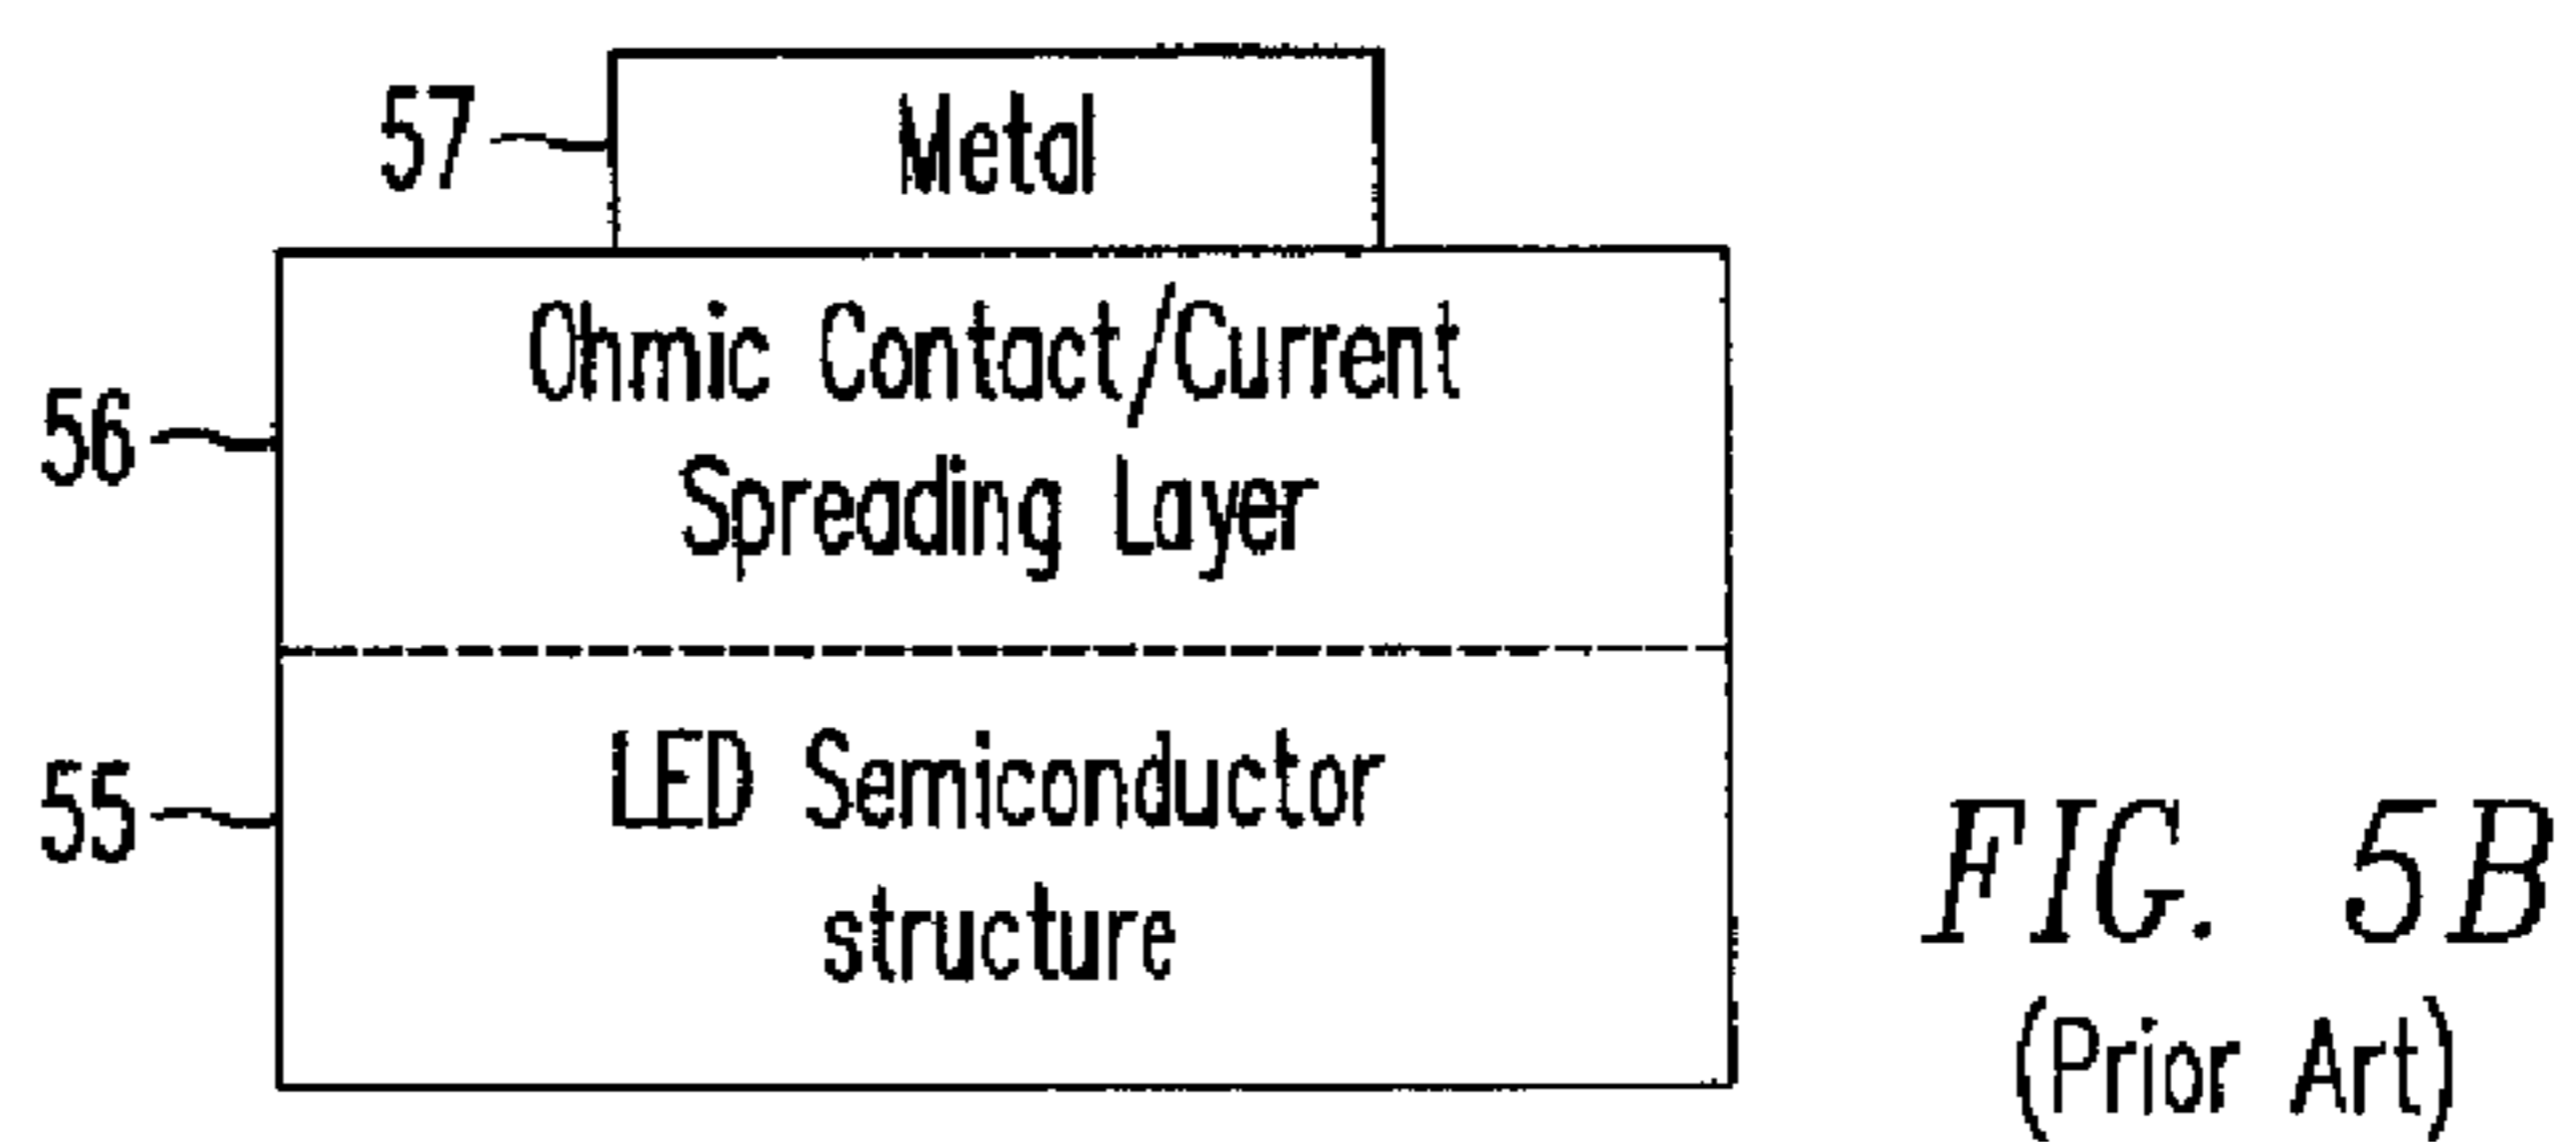 57
Metal
56
Ohmic Contact/Current
Spreading Layer
55
LED Semiconductor
structure
FIG. 5B
(Prior Art)